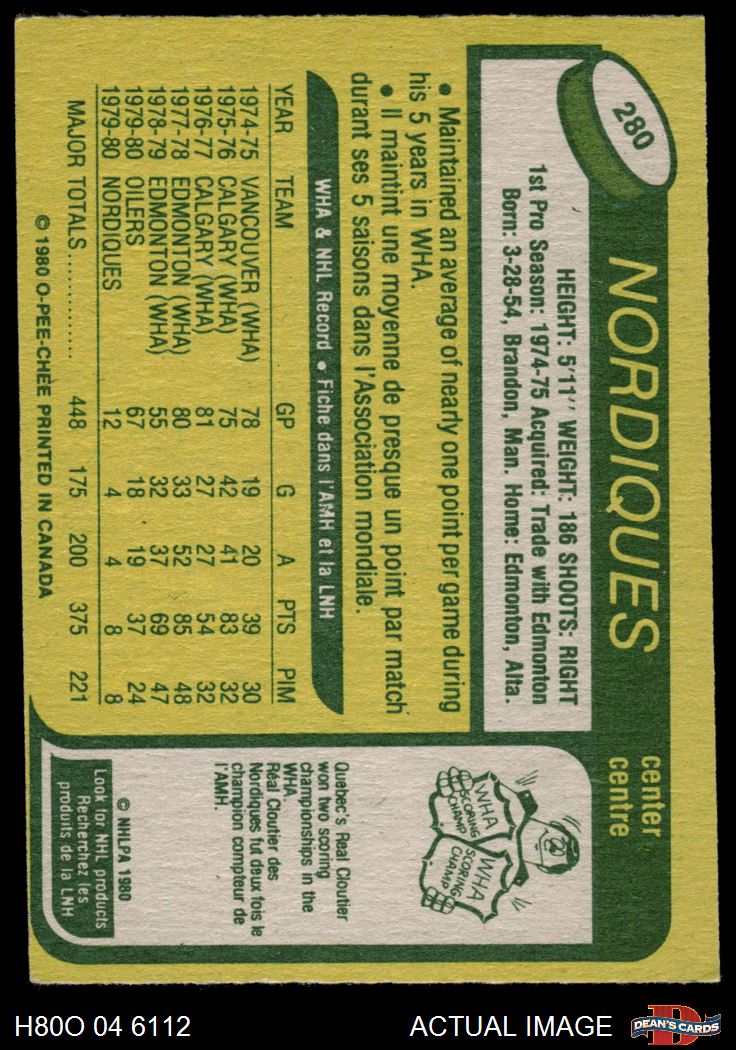 280
NORDIQUES
center
centre
HEIGHT: 5'11'' WEIGHT: 186 SHOOTS: RIGHT
1st Pro Season: 1974-75 Acquired: Trade with Edmonton
Born: 3-28-54, Brandon, Man. Home: Edmonton, Alta.
• Maintained an average of nearly one point per game during
his 5 years in WHA.
• Il maintint une moyenne de presque un point par match
durant ses 5 saisons dans l'Association mondiale.
WHA & NHL Record • Fiche dans l'AMH et la LNH
YEAR TEAM GP G A PTS PIM
1974-75 VANCOUVER (WHA) 78 19 20 39 30
1975-76 CALGARY (WHA) 75 42 41 83 32
1976-77 CALGARY (WHA) 81 27 27 54 32
1977-78 EDMONTON (WHA) 80 33 52 85 48
1978-79 EDMONTON (WHA) 55 32 37 69 47
1979-80 OILERS 67 18 19 37 24
1979-80 NORDIQUES 12 4 4 8 8
MAJOR TOTALS.............. 448 175 200 375 221
© 1980 O-PEE-CHEE PRINTED IN CANADA
WHA
SCORING
CHAMP
WHA
SCORING
CHAMP
2
Quebec's Real Cloutier
won two scoring
championships in the
WHA.
Real Cloutier des
Nordiques fut deux fois le
champion compteur de
l'AMH.
© NHLPA 1980
Look for NHL products
Recherchez les
produits de la LNH
H80O 04 6112
ACTUAL IMAGE
DEAN'S CARDS